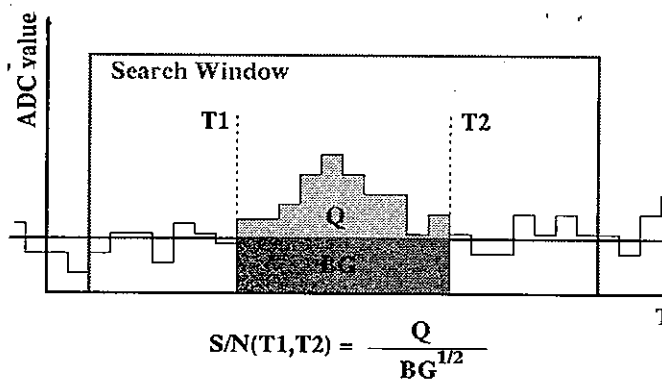 ADC value
Search Window
T1
T2
Q
BG
T
S/N(T1,T2) = Q / BG^1/2